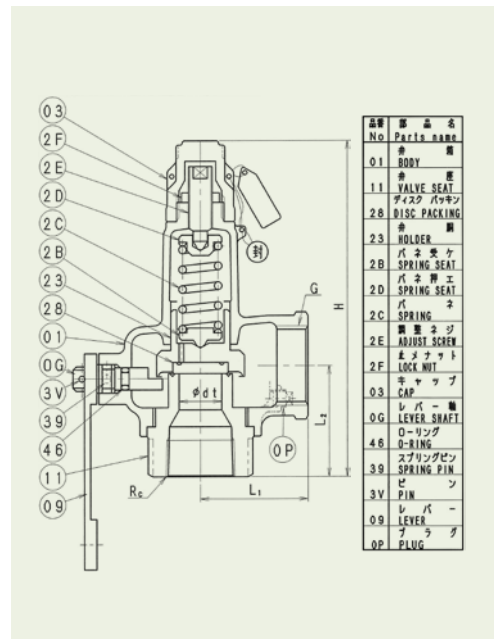 03
2F
2E
2D
2C
2B
23
28
01
0G
3V
39
46
11
09
封
G
H
φdt
L₂
0P
L₁
Rc
品番 部品名
No Parts name
弁箱
01 BODY
弁座
11 VALVE SEAT
ディスクパッキン
28 DISC PACKING
弁胴
23 HOLDER
バネ受ケ
2B SPRING SEAT
バネ押エ
2D SPRING SEAT
バネ
2C SPRING
調整ネジ
2E ADJUST SCREW
止メナット
2F LOCK NUT
キャップ
03 CAP
レバー軸
0G LEVER SHAFT
O-リング
46 O-RING
スプリングピン
39 SPRING PIN
ピン
3V PIN
レバー
09 LEVER
プラグ
0P PLUG